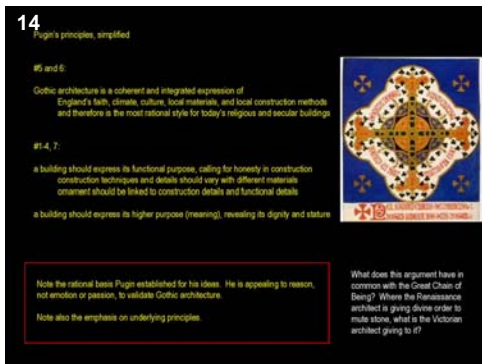 14
Pugin's principles, simplified
#5 and 6:
Gothic architecture is a coherent and integrated expression of
England's faith, climate, culture, local materials, and local construction methods
and therefore is the most rational style for today's religious and secular buildings
#1-4, 7:
a building should express its functional purpose, calling for honesty in construction
construction techniques and details should vary with different materials
ornament should be linked to construction details and functional details
a building should express its higher purpose (meaning), revealing its dignity and stature
Note the rational basis Pugin established for his ideas. He is appealing to reason,
not emotion or passion, to validate Gothic architecture.
Note also the emphasis on underlying principles.
What does this argument have in
common with the Great Chain of
Being? Where the Renaissance
architect is giving divine order to
mute stone, what is the Victorian
architect giving to it?